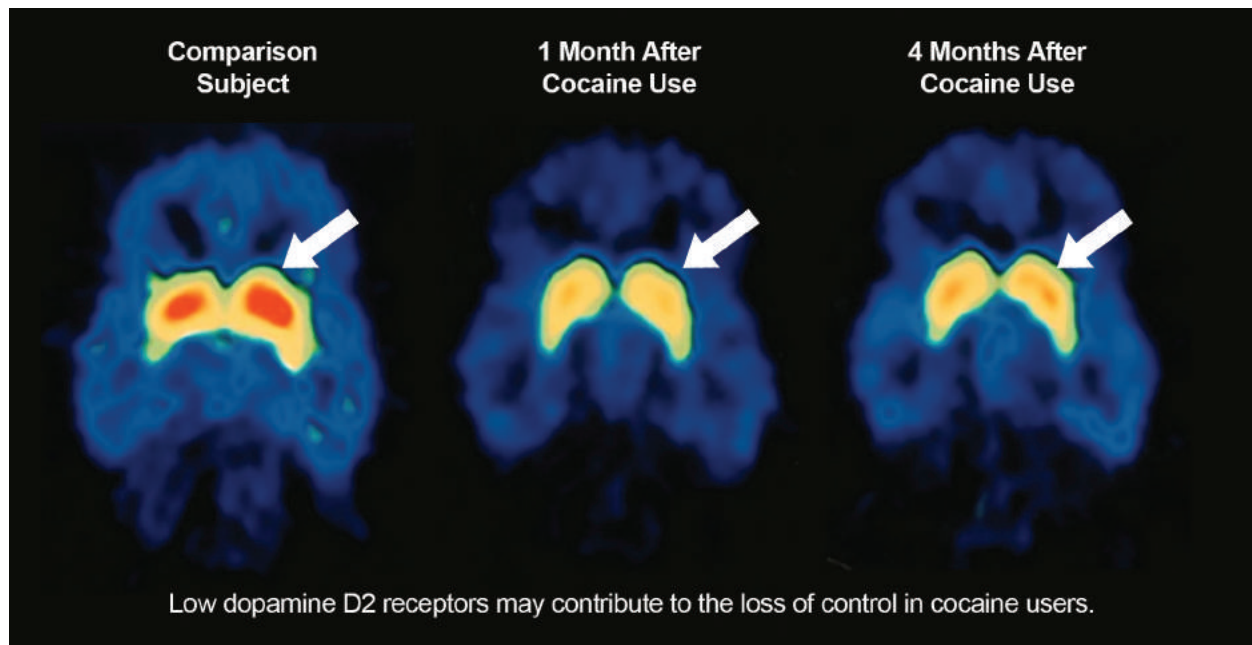 Comparison
Subject
1 Month After
Cocaine Use
4 Months After
Cocaine Use
Low dopamine D2 receptors may contribute to the loss of control in cocaine users.